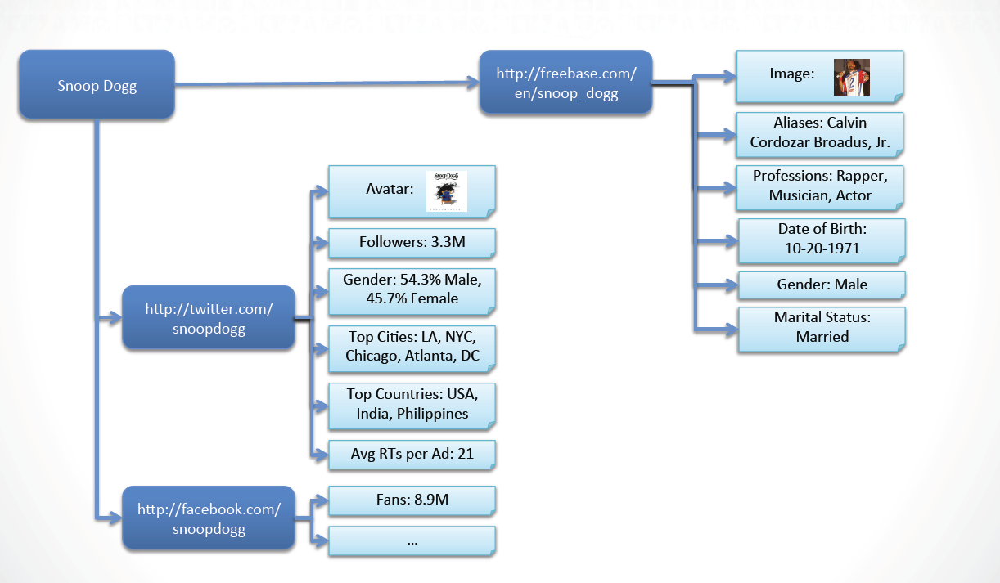 Snoop Dogg
http://freebase.com/
en/snoop_dogg
Image:
Aliases: Calvin
Cordozar Broadus, Jr.
Professions: Rapper,
Musician, Actor
Date of Birth:
10-20-1971
Gender: Male
Marital Status:
Married
http://twitter.com/
snoopdogg
Avatar:
SNOOP DOGG
DOGGUMENTARY
Followers: 3.3M
Gender: 54.3% Male,
45.7% Female
Top Cities: LA, NYC,
Chicago, Atlanta, DC
Top Countries: USA,
India, Philippines
Avg RTs per Ad: 21
http://facebook.com/
snoopdogg
Fans: 8.9M
...